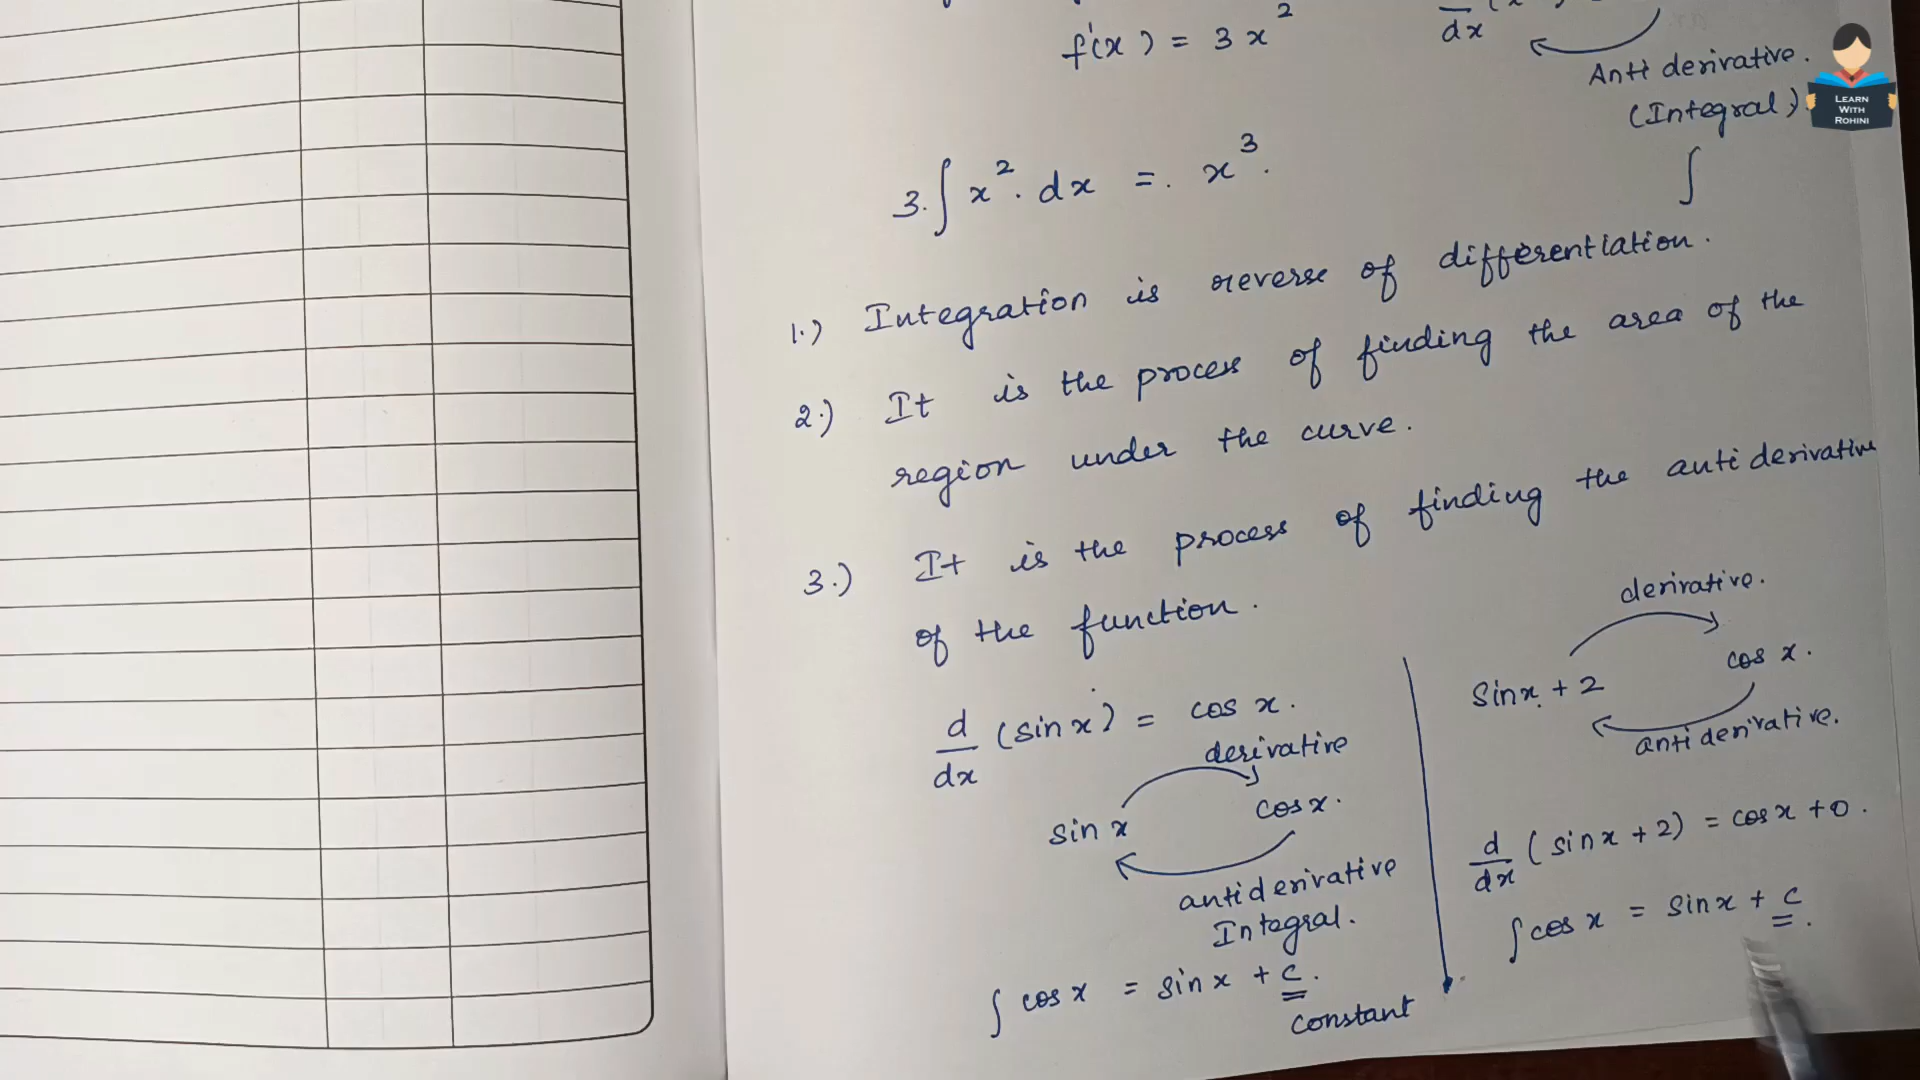 f'(x) = 3x²
dx
Anti derivative.
(Integral)
∫
LEARN
WITH
ROHINI
3.∫ x². dx =. x³.
1.) Integration is reverse of differentiation.
2.) It is the process of finding the area of the
region under the curve.
3.) It is the process of finding the anti derivative
of the function.
d/dx (sin x) = cos x.
derivative
sin x cos x.
antiderivative
Integral.
∫ cos x = sin x + c.
constant
derivative.
sin x + 2 cos x.
anti derivative.
d/dx (sin x + 2) = cos x + 0.
∫ cos x = sin x + c.